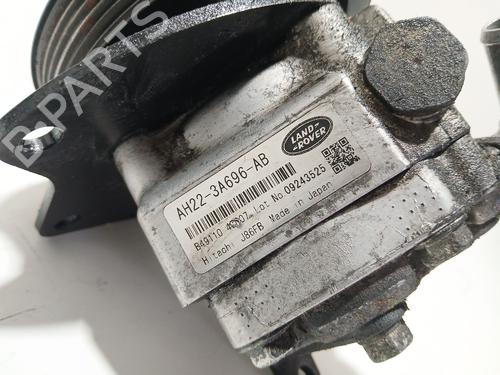 B-PARTS
LAND-
ROVER
AH22-3A696-AB
Lot No.09243525
Hitachi J86FB Made in Japan